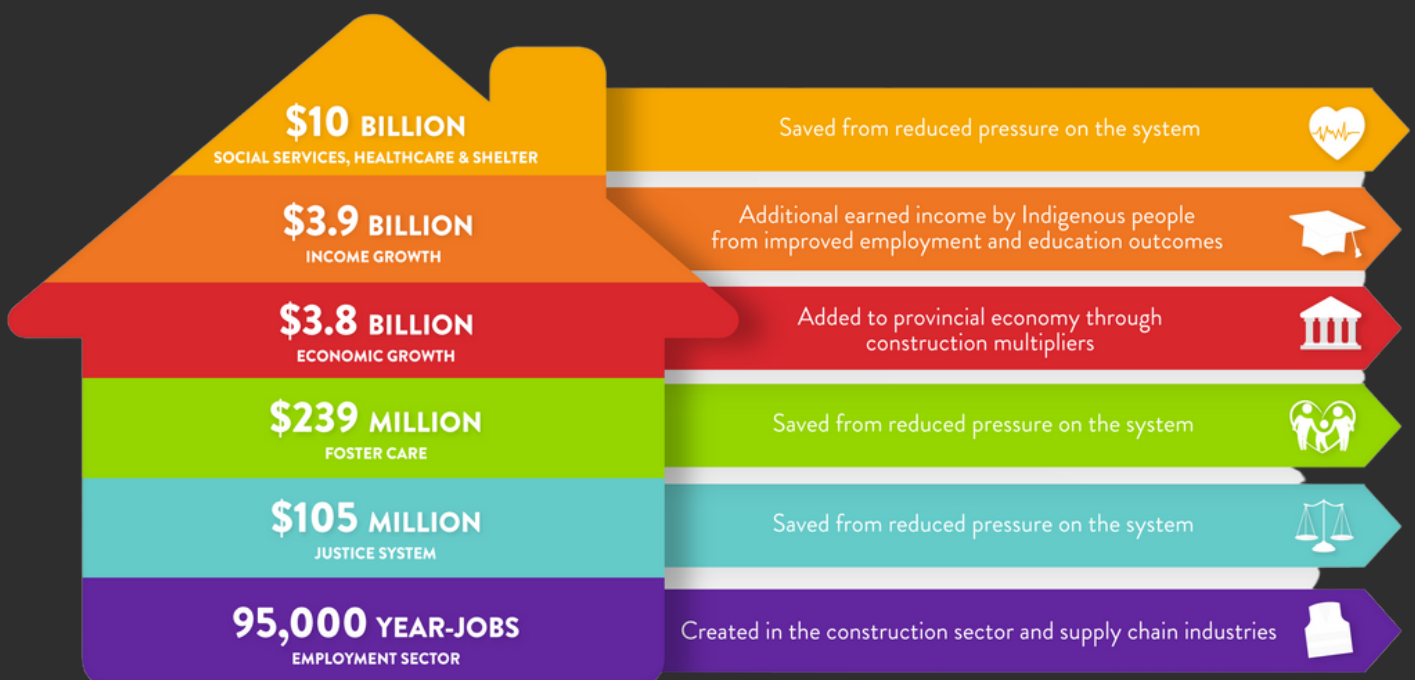 $10 BILLION
SOCIAL SERVICES, HEALTHCARE & SHELTER
Saved from reduced pressure on the system
$3.9 BILLION
INCOME GROWTH
Additional earned income by Indigenous people
from improved employment and education outcomes
$3.8 BILLION
ECONOMIC GROWTH
Added to provincial economy through
construction multipliers
$239 MILLION
FOSTER CARE
Saved from reduced pressure on the system
$105 MILLION
JUSTICE SYSTEM
Saved from reduced pressure on the system
95,000 YEAR-JOBS
EMPLOYMENT SECTOR
Created in the construction sector and supply chain industries